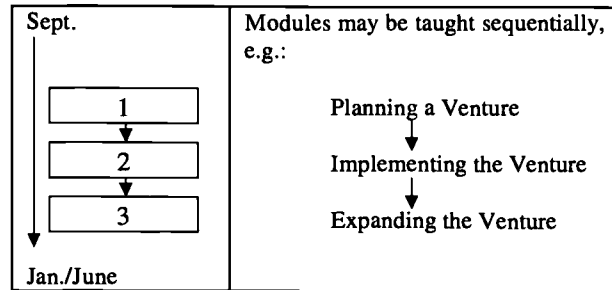 Sept.
1
2
3
Jan./June
Modules may be taught sequentially,
e.g.:
Planning a Venture
Implementing the Venture
Expanding the Venture